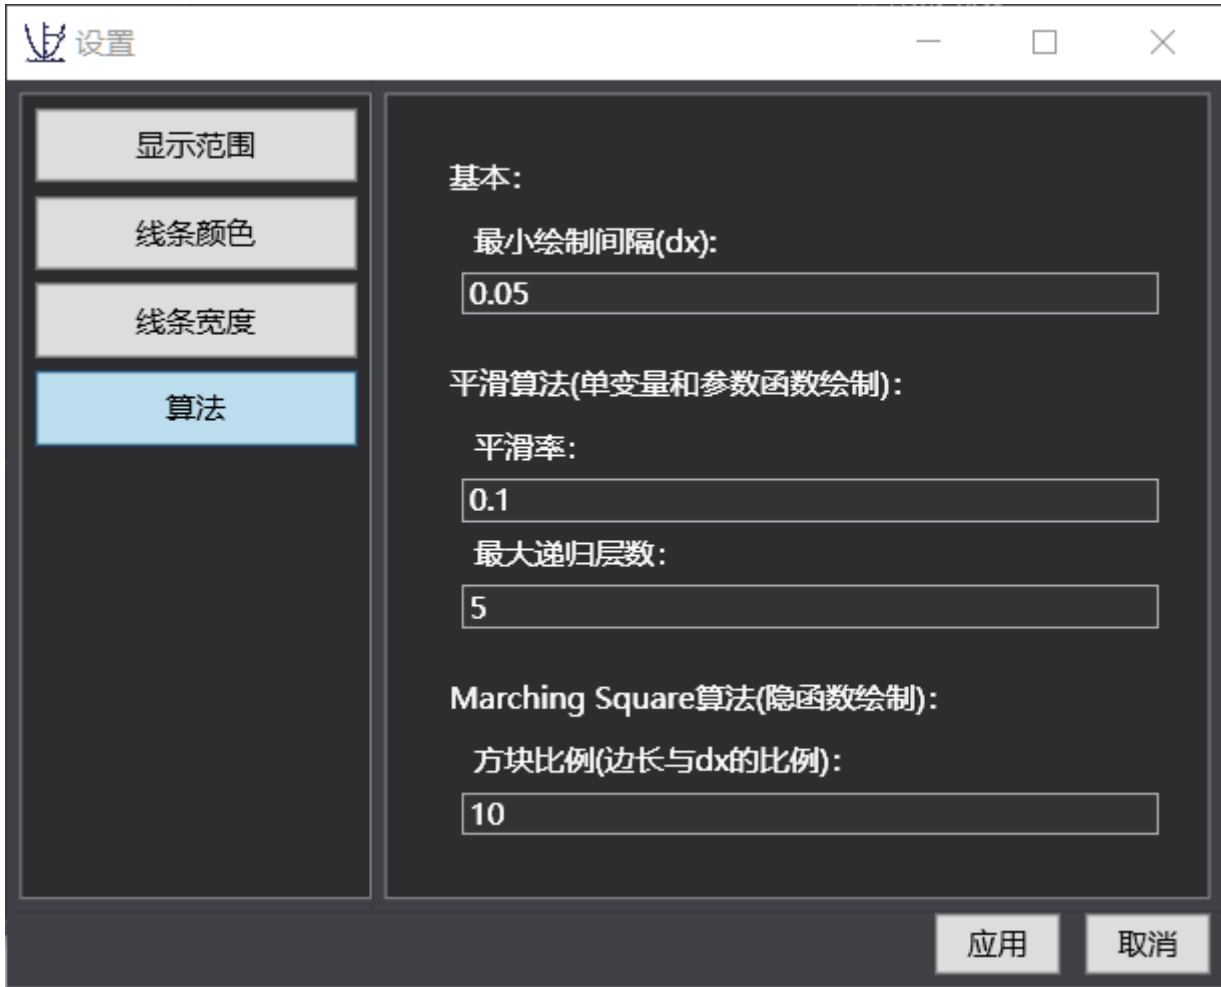 设置
显示范围
线条颜色
线条宽度
算法
基本：
最小绘制间隔(dx):
0.05
平滑算法(单变量和参数函数绘制)：
平滑率：
0.1
最大递归层数：
5
Marching Square算法(隐函数绘制)：
方块比例(边长与dx的比例)：
10
应用
取消